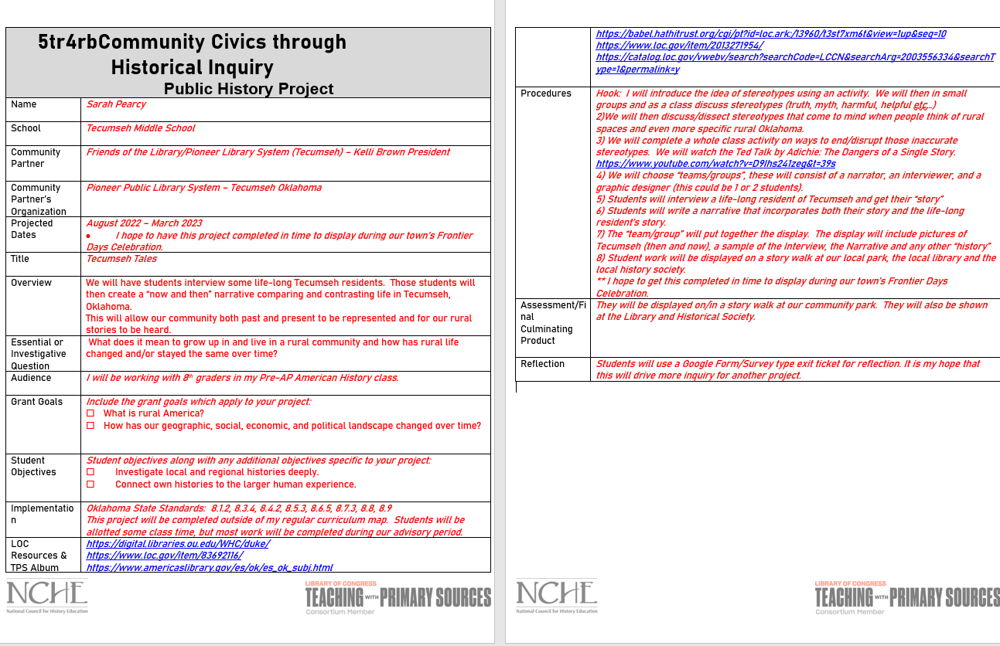 5tr4rbCommunity Civics through
Historical Inquiry
Public History Project
Name
Sarah Pearcy
School
Tecumseh Middle School
Community
Partner
Friends of the Library/Pioneer Library System (Tecumseh) – Kelli Brown President
Community
Partner's
Organization
Pioneer Public Library System – Tecumseh Oklahoma
Projected
Dates
August 2022 – March 2023
• I hope to have this project completed in time to display during our town's Frontier
Days Celebration.
Title
Tecumseh Tales
Overview
We will have students interview some life-long Tecumseh residents. Those students will
then create a "now and then" narrative comparing and contrasting life in Tecumseh,
Oklahoma.
This will allow our community both past and present to be represented and for our rural
stories to be heard.
Essential or
Investigative
Question
What does it mean to grow up in and live in a rural community and how has rural life
changed and/or stayed the same over time?
Audience
I will be working with 8th graders in my Pre-AP American History class.
Grant Goals
Include the grant goals which apply to your project:
☐ What is rural America?
☐ How has our geographic, social, economic, and political landscape changed over time?
Student
Objectives
Student objectives along with any additional objectives specific to your project:
☐ Investigate local and regional histories deeply.
☐ Connect own histories to the larger human experience.
Implementatio
n
Oklahoma State Standards: 8.1.2, 8.3.4, 8.4.2, 8.5.3, 8.6.5, 8.7.3, 8.8, 8.9
This project will be completed outside of my regular curriculum map. Students will be
allotted some class time, but most work will be completed during our advisory period.
LOC
Resources &
TPS Album
https://digital.libraries.ou.edu/WHC/duke/
https://www.loc.gov/item/83692116/
https://www.americaslibrary.gov/es/ok/es_ok_subj.html
NCHE
National Council for History Education
LIBRARY OF CONGRESS
TEACHING WITH PRIMARY SOURCES
Consortium Member
https://babel.hathitrust.org/cgi/pt?id=loc.ark:/13960/t3st7xm6t&view=1up&seq=10
https://www.loc.gov/item/2013271954/
https://catalog.loc.gov/vwebv/search?searchCode=LCCN&searchArg=2003556334&searchT
ype=1&permalink=y
Procedures
Hook: I will introduce the idea of stereotypes using an activity. We will then in small
groups and as a class discuss stereotypes (truth, myth, harmful, helpful etc...)
2)We will then discuss/dissect stereotypes that come to mind when people think of rural
spaces and even more specific rural Oklahoma.
3) We will complete a whole class activity on ways to end/disrupt those inaccurate
stereotypes. We will watch the Ted Talk by Adichie: The Dangers of a Single Story.
https://www.youtube.com/watch?v=D9Ihs241zeg&t=39s
4) We will choose "teams/groups", these will consist of a narrator, an interviewer, and a
graphic designer (this could be 1 or 2 students).
5) Students will interview a life-long resident of Tecumseh and get their "story"
6) Students will write a narrative that incorporates both their story and the life-long
resident's story.
7) The "team/group" will put together the display. The display will include pictures of
Tecumseh (then and now), a sample of the Interview, the Narrative and any other "history"
8) Student work will be displayed on a story walk at our local park, the local library and the
local history society.
** I hope to get this completed in time to display during our town's Frontier Days
Celebration.
Assessment/Fi
nal
Culminating
Product
They will be displayed on/in a story walk at our community park. They will also be shown
at the Library and Historical Society.
Reflection
Students will use a Google Form/Survey type exit ticket for reflection. It is my hope that
this will drive more inquiry for another project.
NCHE
National Council for History Education
LIBRARY OF CONGRESS
TEACHING WITH PRIMARY SOURCES
Consortium Member